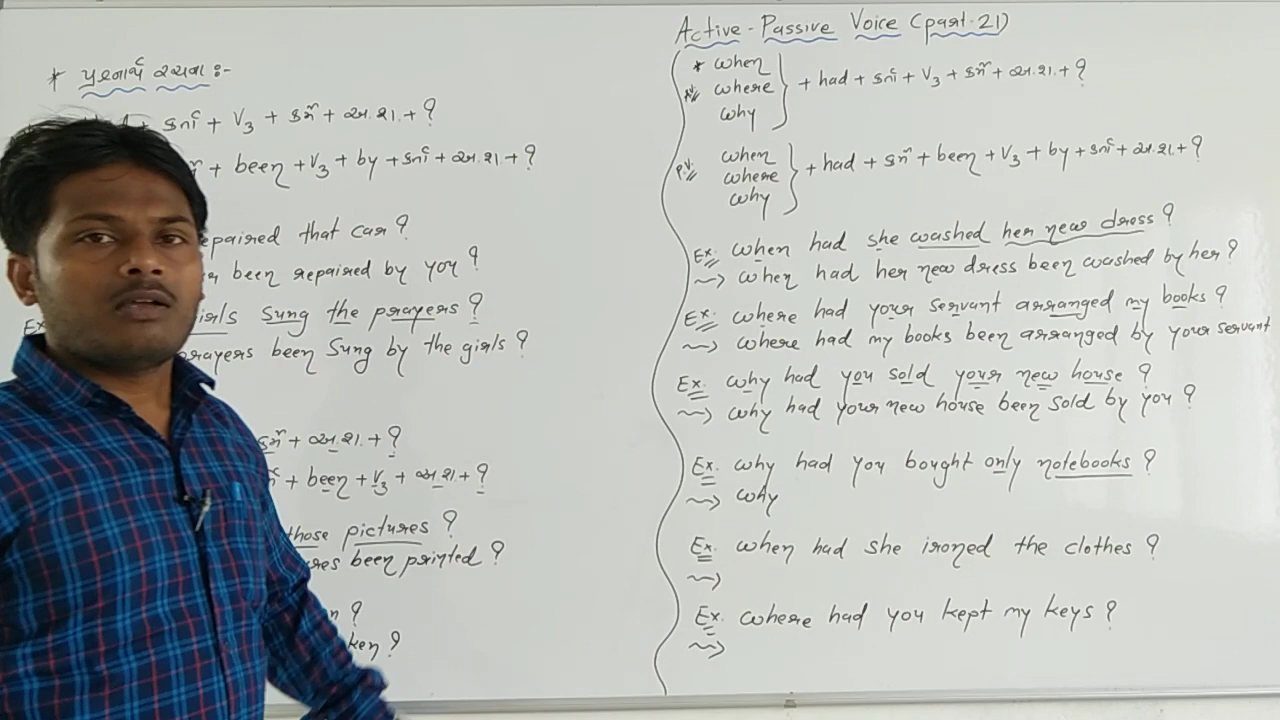 Active - Passive Voice (part-21)
* પ્રશ્નાર્થ રચના :-
કર્તા + V3 + કર્મ + અ.શા. + ?
+ been + V3 + by + કર્તા + અ.શા. + ?
epaired that car ?
been repaired by you ?
Ex
irls sung the prayers ?
rayers been sung by the girls ?
કર્મ + અ.શા. + ?
+ been + V3 + અ.શા. + ?
those pictures ?
res been printed ?
n ?
ken ?
* when
where
why
+ had + કર્તા + V3 + કર્મ + અ.શા. + ?
P.V. when
where
why
+ had + કર્મ + been + V3 + by + કર્તા + અ.શા. + ?
Ex. when had she washed her new dress ?
~> when had her new dress been washed by her ?
Ex. where had your servant arranged my books ?
~> where had my books been arranged by your servant
Ex. why had you sold your new house ?
~> why had your new house been sold by you ?
Ex. why had you bought only notebooks ?
~> why
Ex. when had she ironed the clothes ?
~>
Ex. where had you kept my keys ?
~>